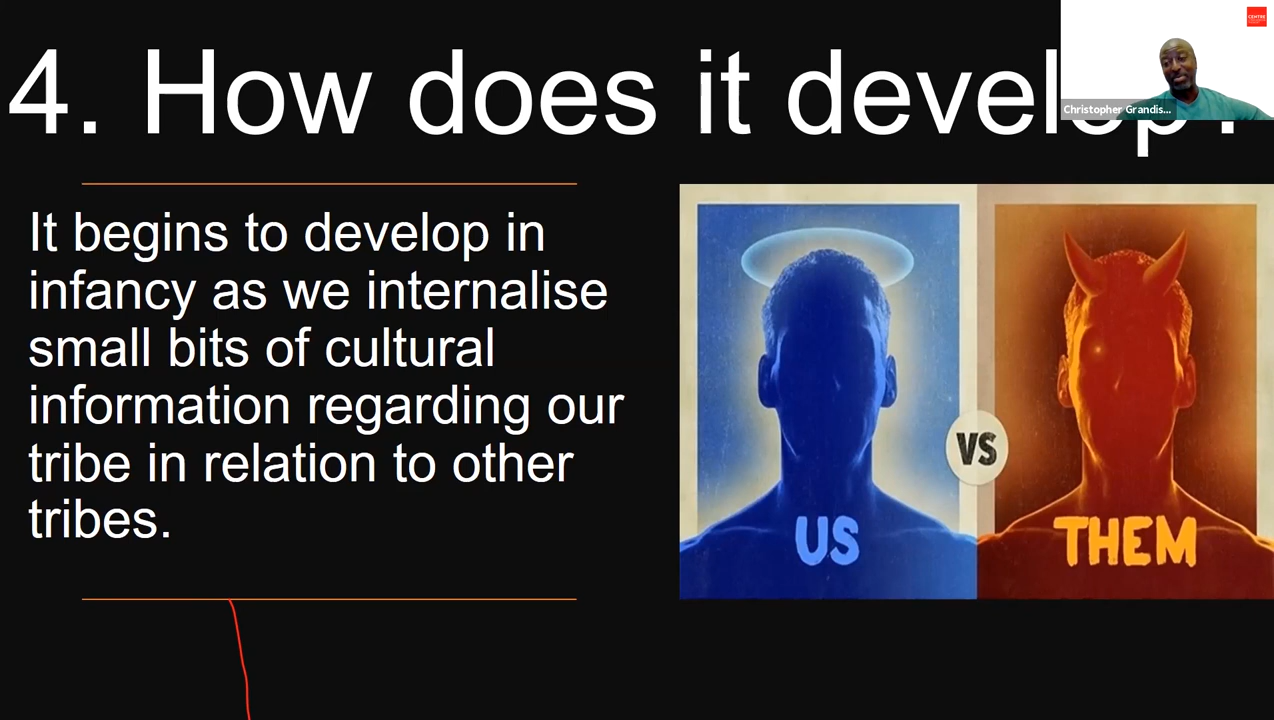 4. How does it develop?
CENTRE
Christopher Grandis...
It begins to develop in
infancy as we internalise
small bits of cultural
information regarding our
tribe in relation to other
tribes.
VS
US
THEM